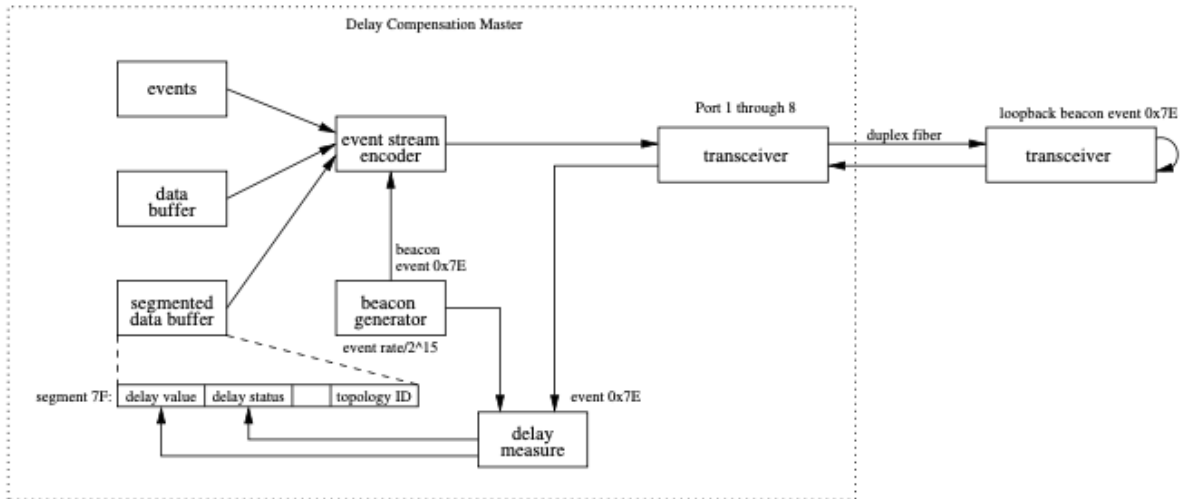 Delay Compensation Master
events
event stream
encoder
Port 1 through 8
transceiver
duplex fiber
loopback beacon event 0x7E
transceiver
data
buffer
beacon
event 0x7E
segmented
data buffer
beacon
generator
event rate/2^15
segment 7F:
delay value
delay status
topology ID
event 0x7E
delay
measure